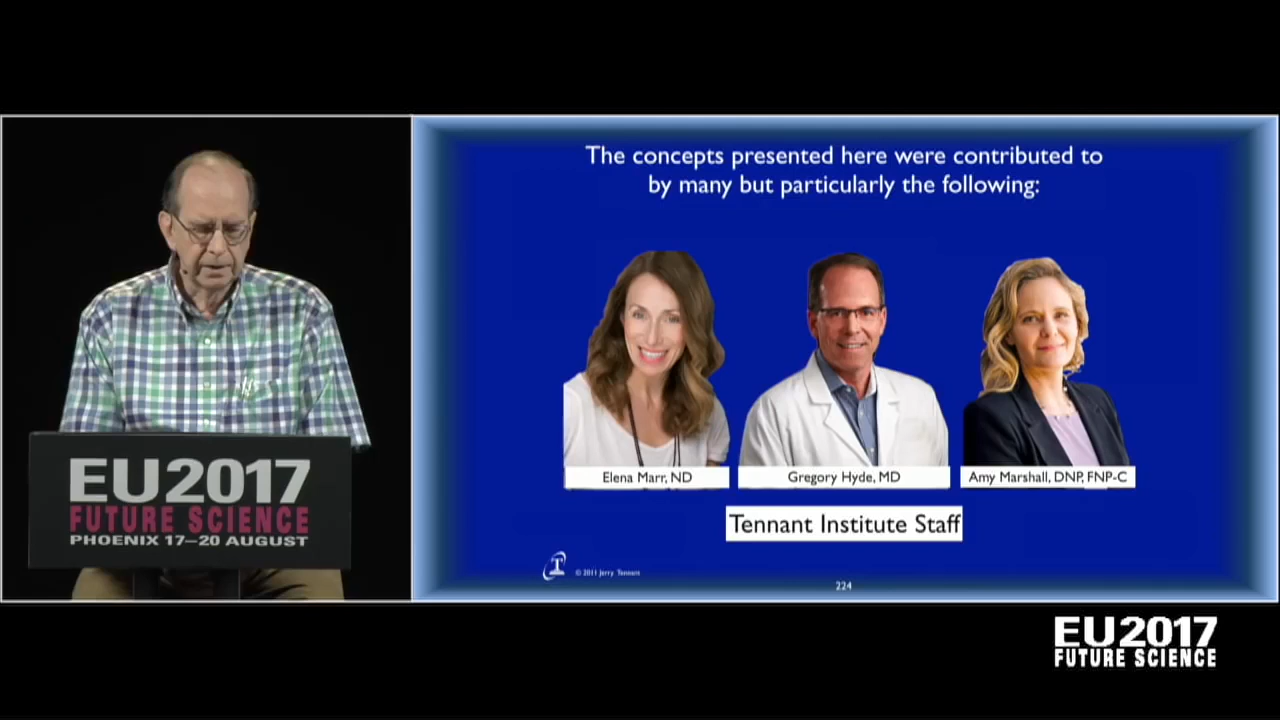 The concepts presented here were contributed to
by many but particularly the following:
Elena Marr, ND
Gregory Hyde, MD
Amy Marshall, DNP, FNP-C
Tennant Institute Staff
T
© 2011 Jerry Tennant
224
EU2017
FUTURE SCIENCE
PHOENIX 17–20 AUGUST
EU2017
FUTURE SCIENCE